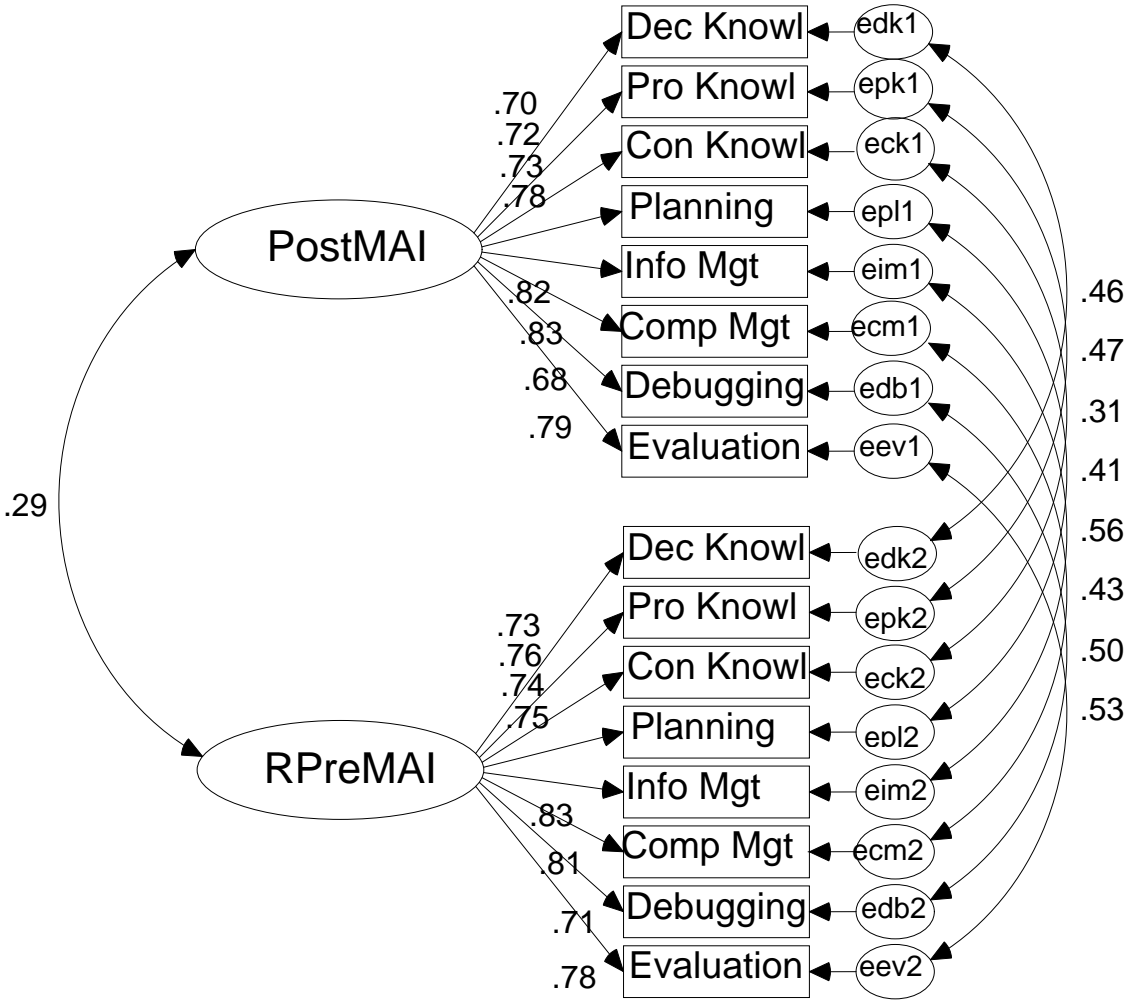 Dec Knowl edk1
Pro Knowl epk1
.70
.72
Con Knowl eck1
.73
.78
Planning epl1
PostMAI
Info Mgt eim1
.82
.46
Comp Mgt ecm1
.83
.47
.68
Debugging edb1
.31
.79
Evaluation eev1
.41
.29
.56
Dec Knowl edk2
.43
Pro Knowl epk2
.73
.76
.50
Con Knowl eck2
.74
.75
.53
Planning epl2
RPreMAI
Info Mgt eim2
.83
Comp Mgt ecm2
.81
Debugging edb2
.71
Evaluation eev2
.78